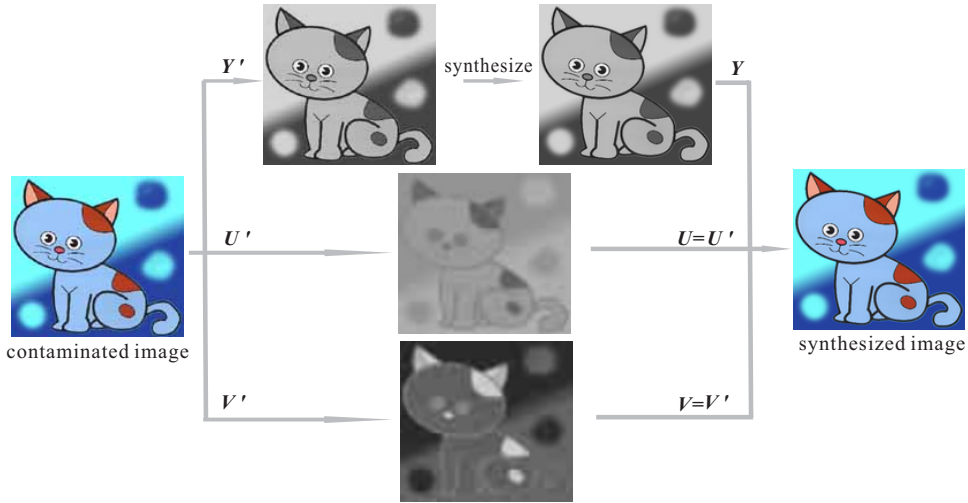 Y'
synthesize
Y
U'
U=U'
contaminated image
synthesized image
V'
V=V'